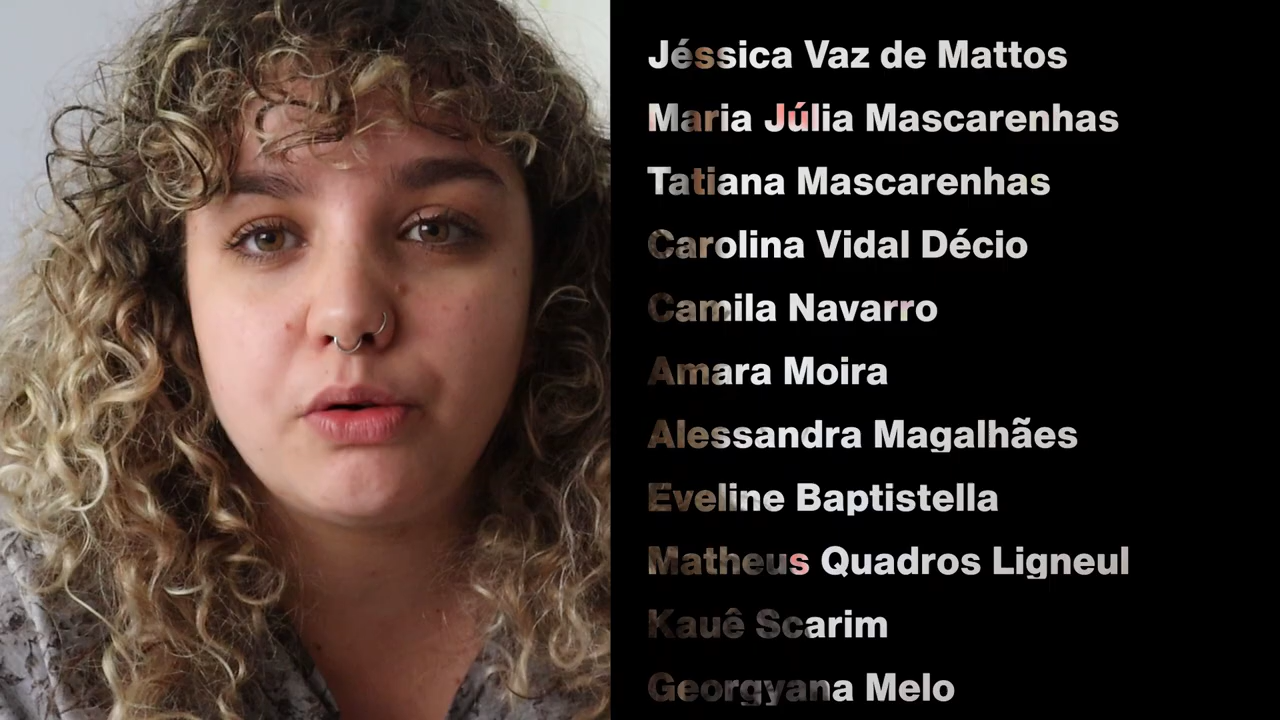 Jéssica Vaz de Mattos
Maria Júlia Mascarenhas
Tatiana Mascarenhas
Carolina Vidal Décio
Camila Navarro
Amara Moira
Alessandra Magalhães
Eveline Baptistella
Matheus Quadros Ligneul
Kauê Scarim
Georgyana Melo